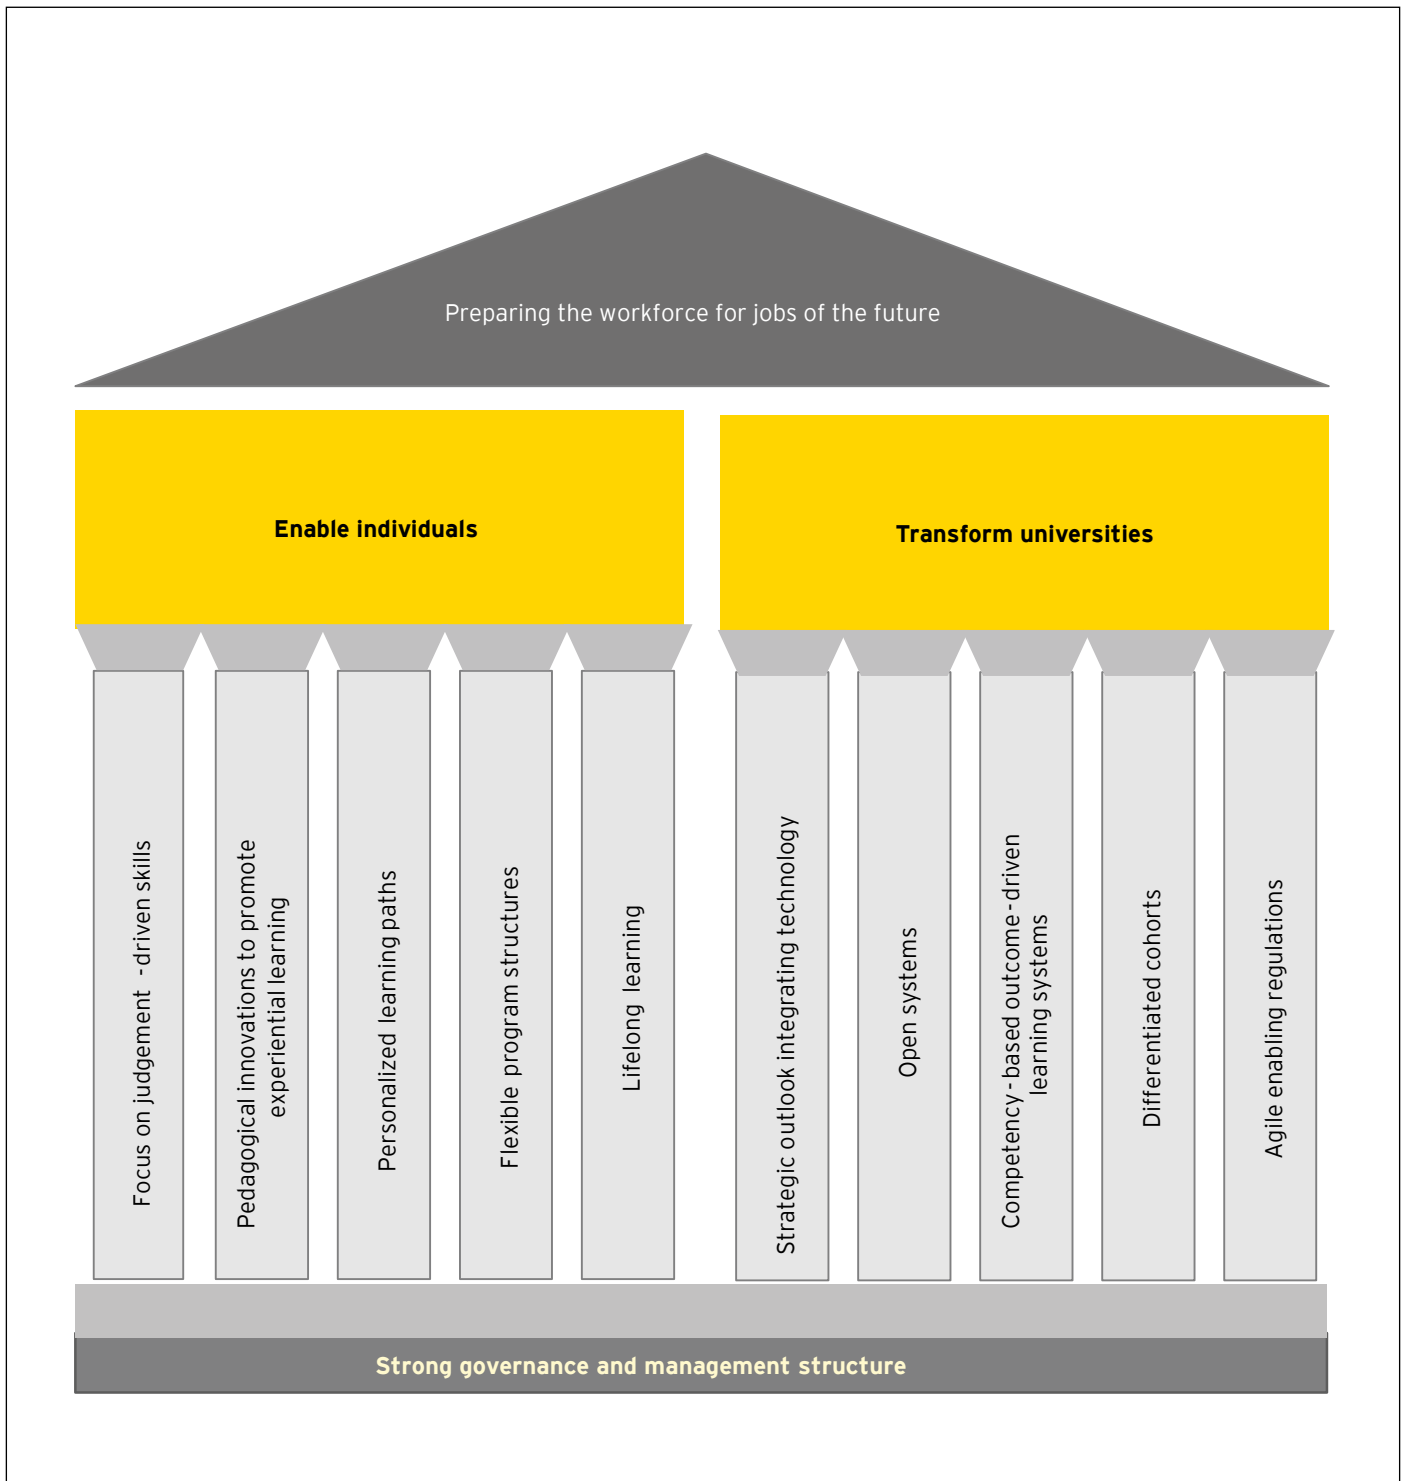 Preparing the workforce for jobs of the future
Enable individuals
Transform universities
Focus on judgement - driven skills
Pedagogical innovations to promote
experiential learning
Personalized learning paths
Flexible program structures
Lifelong learning
Strategic outlook integrating technology
Open systems
Competency - based outcome - driven
learning systems
Differentiated cohorts
Agile enabling regulations
Strong governance and management structure